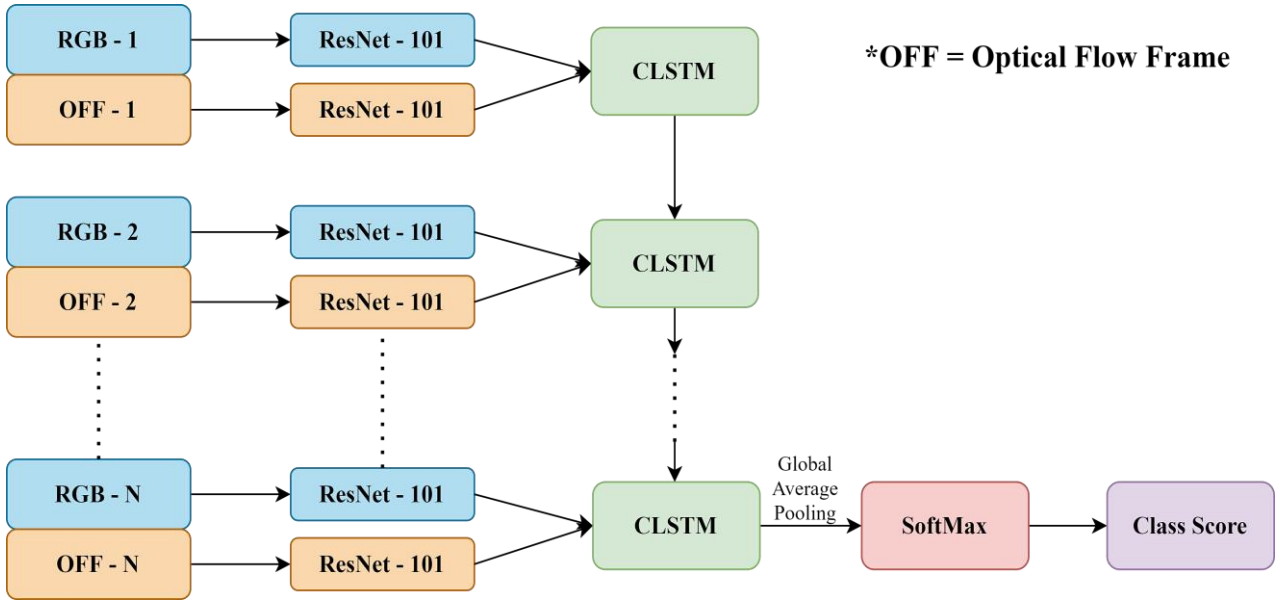 RGB - 1
ResNet - 101
CLSTM
*OFF = Optical Flow Frame
OFF - 1
ResNet - 101
RGB - 2
ResNet - 101
CLSTM
OFF - 2
ResNet - 101
RGB - N
ResNet - 101
CLSTM
Global
Average
Pooling
SoftMax
Class Score
OFF - N
ResNet - 101